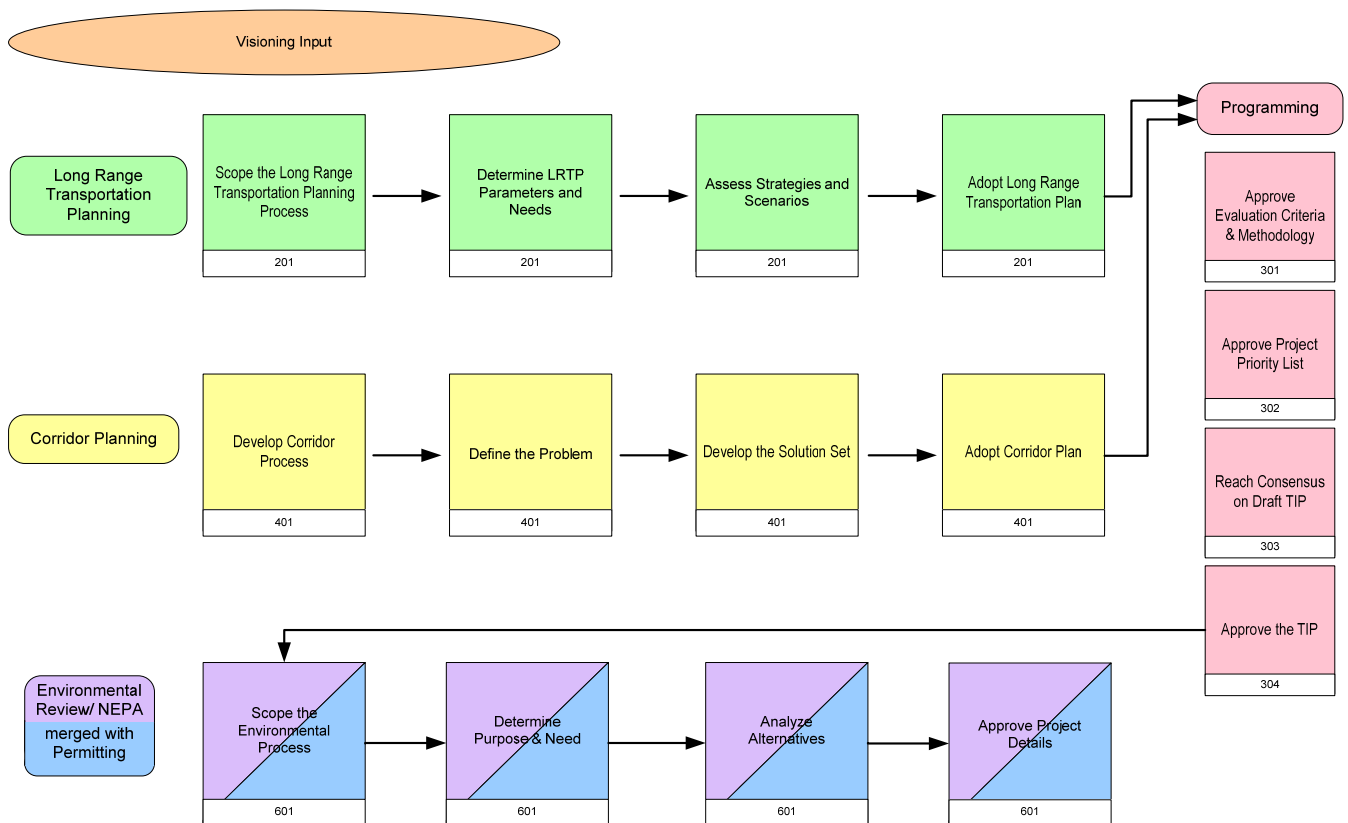 Visioning Input
Programming
Long Range
Transportation
Planning
Scope the Long Range
Transportation Planning
Process
201
Determine LRTP
Parameters and
Needs
201
Assess Strategies and
Scenarios
201
Adopt Long Range
Transportation Plan
201
Approve
Evaluation Criteria
& Methodology
301
Approve Project
Priority List
302
Corridor Planning
Develop Corridor
Process
401
Define the Problem
401
Develop the Solution Set
401
Adopt Corridor Plan
401
Reach Consensus
on Draft TIP
303
Approve the TIP
304
Environmental
Review/ NEPA
merged with
Permitting
Scope the
Environmental
Process
601
Determine
Purpose & Need
601
Analyze
Alternatives
601
Approve Project
Details
601